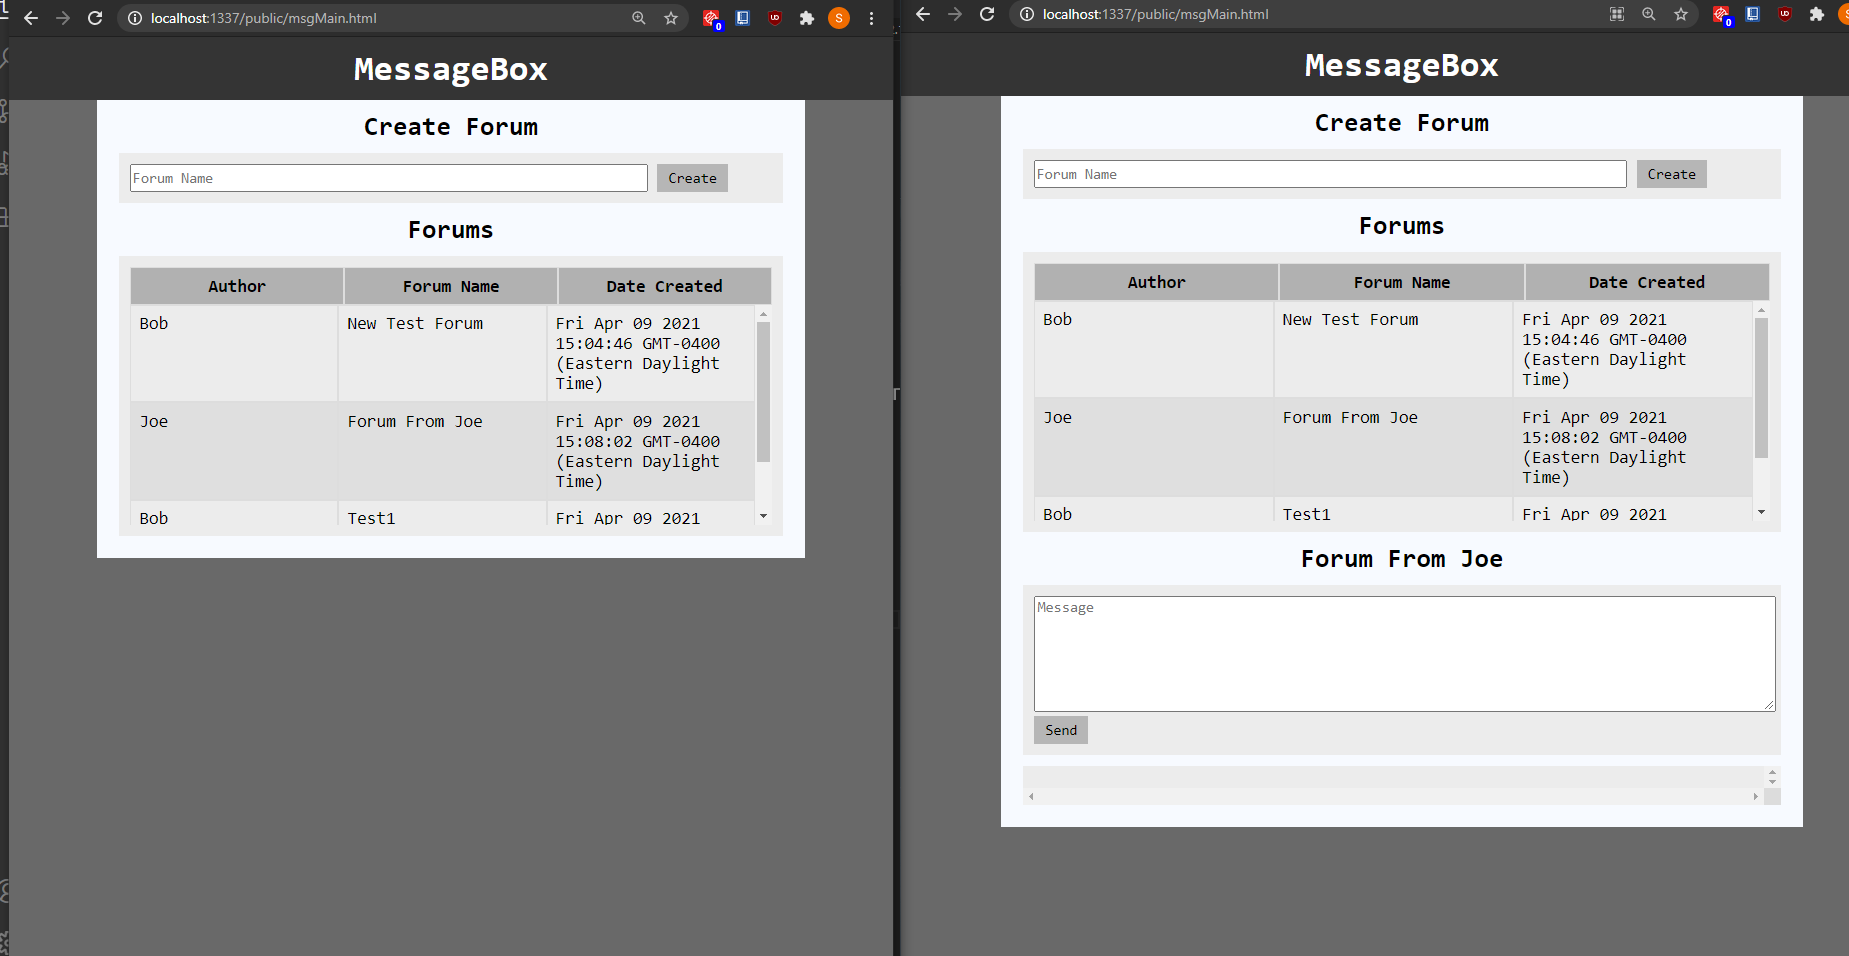 localhost:1337/public/msgMain.html
0
UD
S
MessageBox
Create Forum
Forum Name
Create
Forums
Author Forum Name Date Created
Bob New Test Forum Fri Apr 09 2021
15:04:46 GMT-0400
(Eastern Daylight
Time)
Joe Forum From Joe Fri Apr 09 2021
15:08:02 GMT-0400
(Eastern Daylight
Time)
Bob Test1 Fri Apr 09 2021
localhost:1337/public/msgMain.html
0
UD
S
MessageBox
Create Forum
Forum Name
Create
Forums
Author Forum Name Date Created
Bob New Test Forum Fri Apr 09 2021
15:04:46 GMT-0400
(Eastern Daylight
Time)
Joe Forum From Joe Fri Apr 09 2021
15:08:02 GMT-0400
(Eastern Daylight
Time)
Bob Test1 Fri Apr 09 2021
Forum From Joe
Message
Send